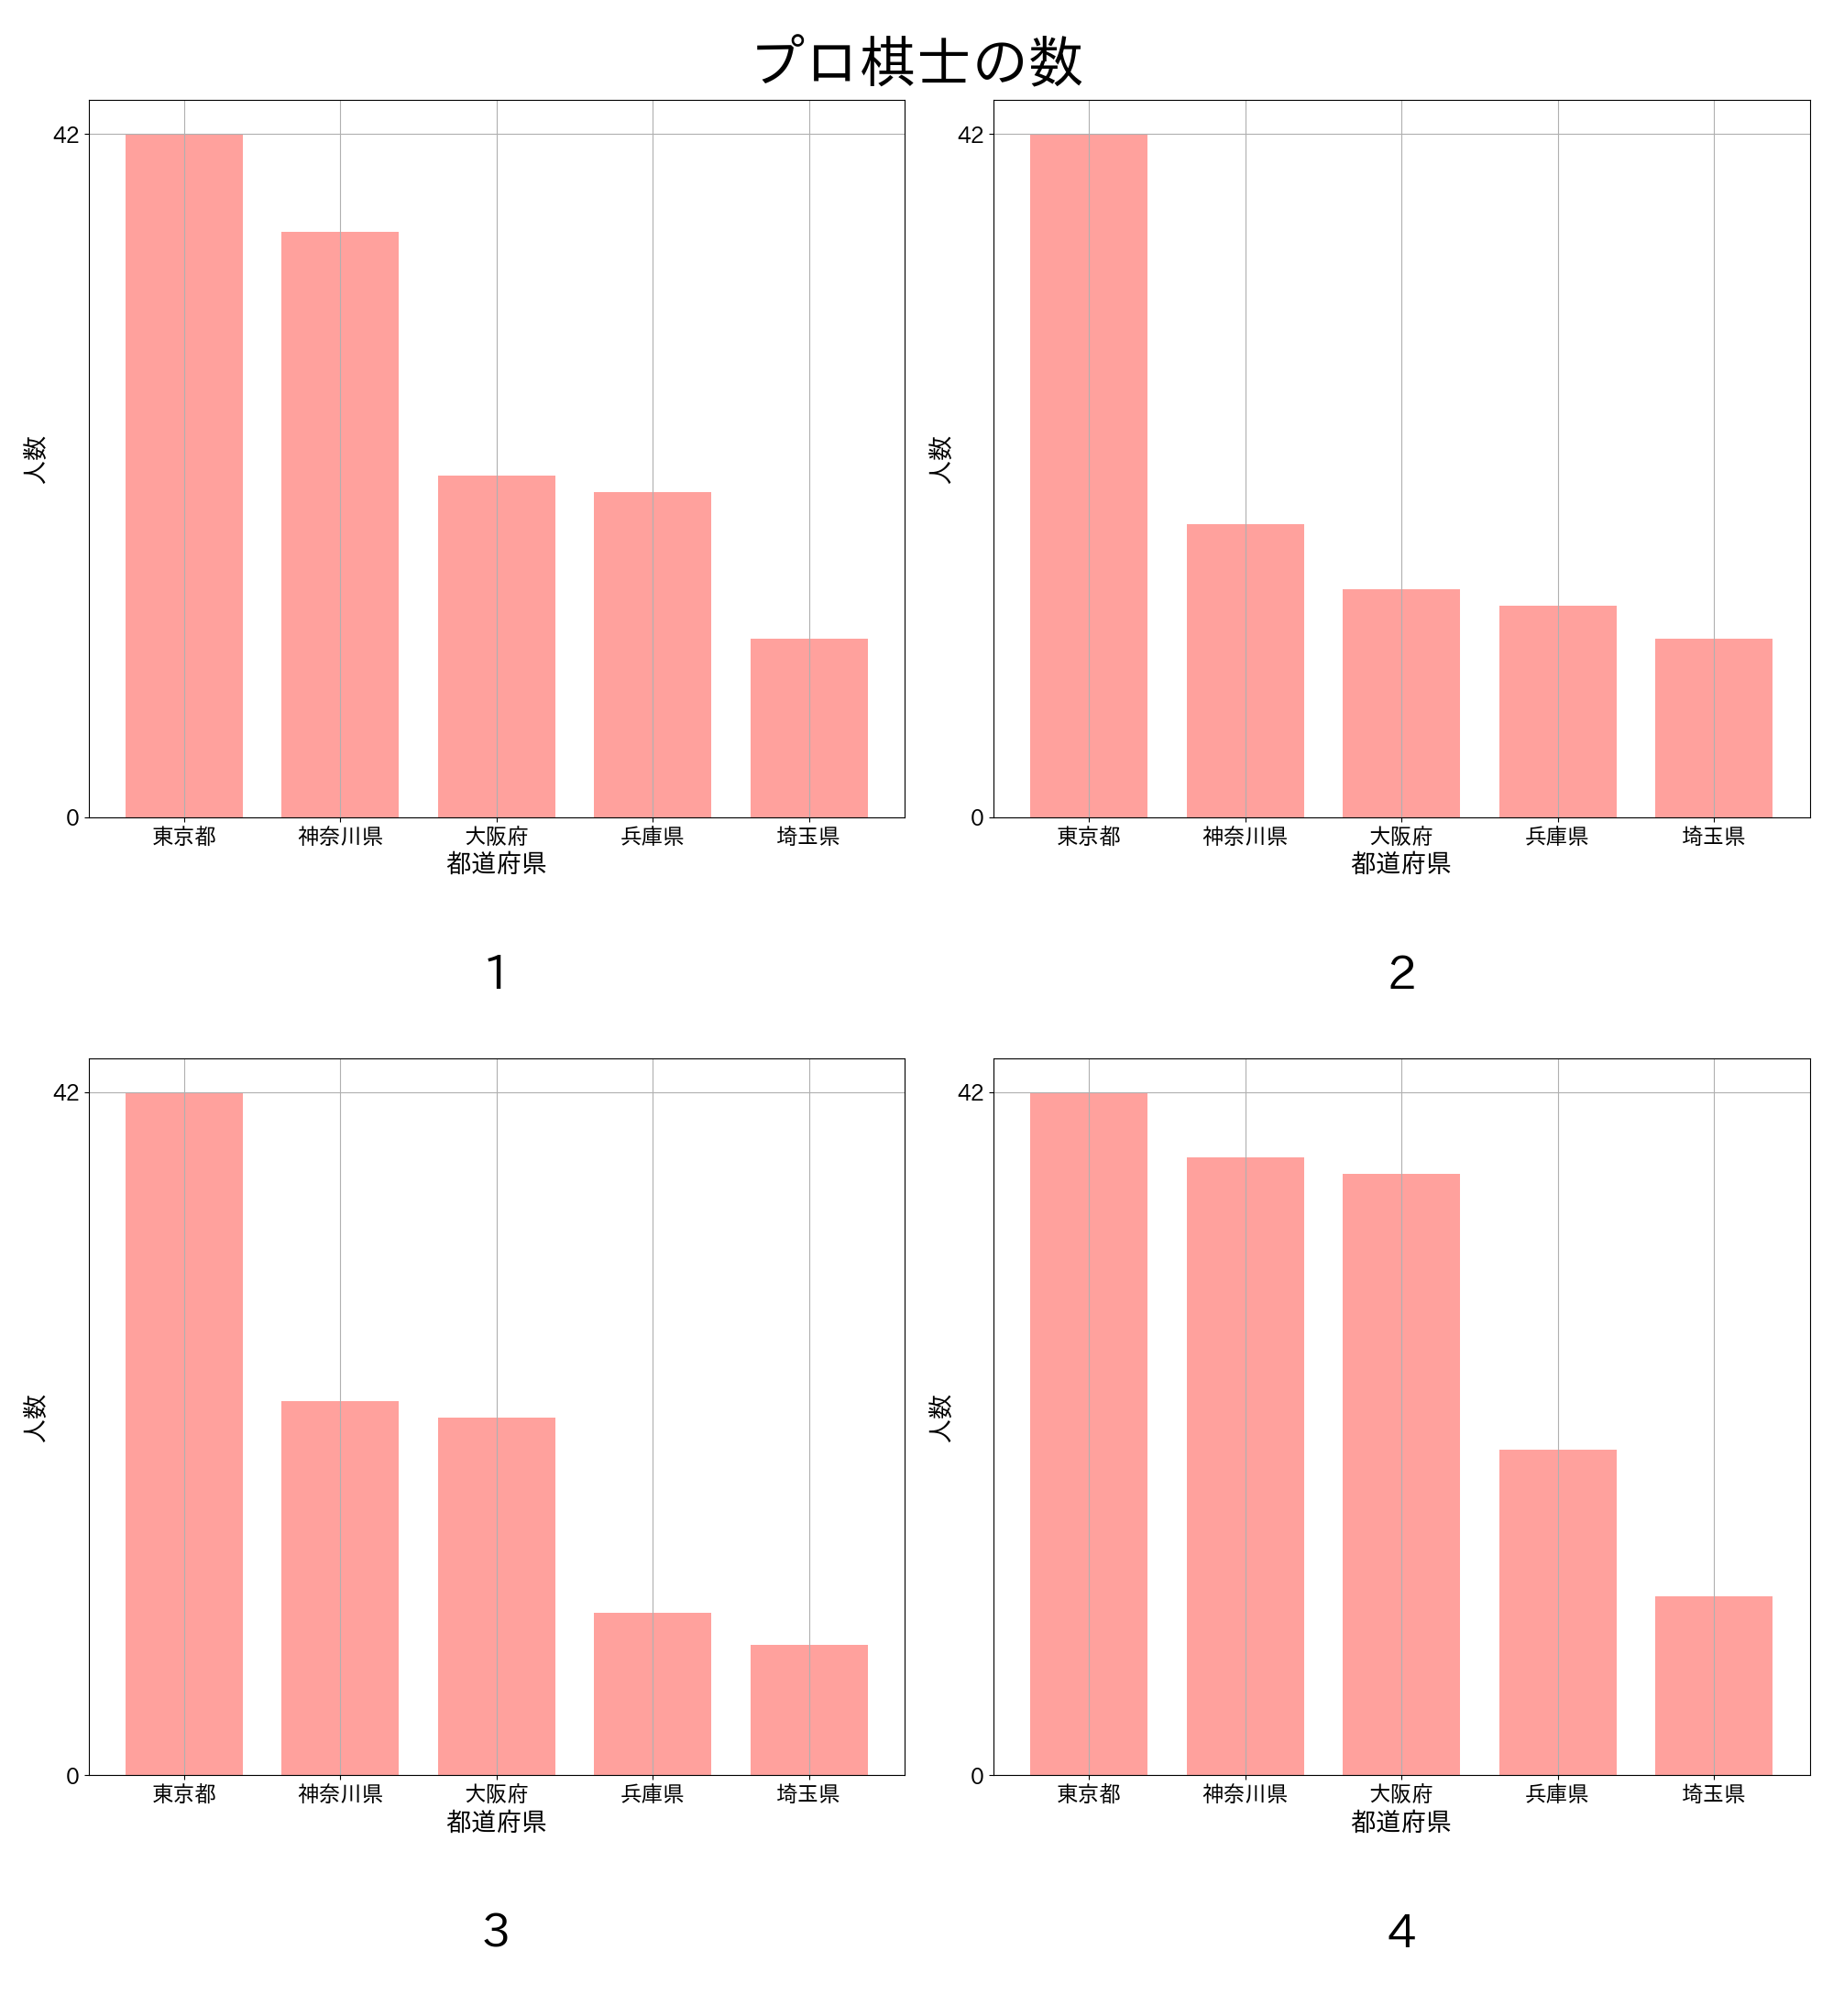 プロ棋士の数
42
人数
0
東京都 神奈川県 大阪府 兵庫県 埼玉県
都道府県
1
42
人数
0
東京都 神奈川県 大阪府 兵庫県 埼玉県
都道府県
2
42
人数
0
東京都 神奈川県 大阪府 兵庫県 埼玉県
都道府県
3
42
人数
0
東京都 神奈川県 大阪府 兵庫県 埼玉県
都道府県
4